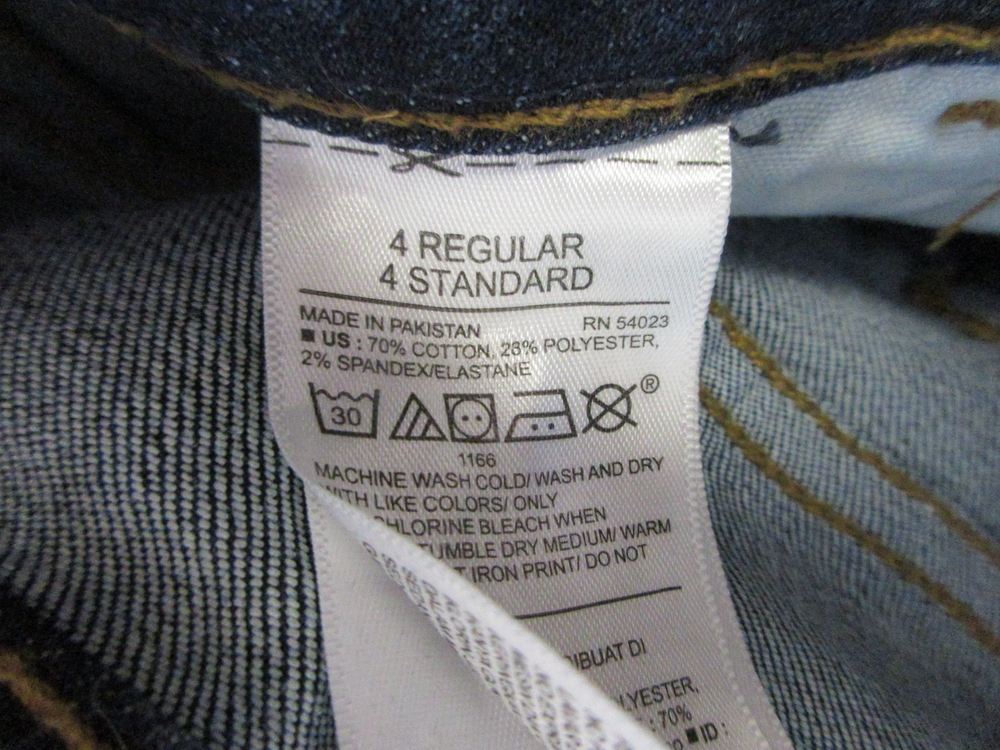 4 REGULAR
4 STANDARD
MADE IN PAKISTAN RN 54023
US : 70% COTTON, 28% POLYESTER,
2% SPANDEX/ELASTANE
30 ®
1166
MACHINE WASH COLD/ WASH AND DRY
WITH LIKE COLORS/ ONLY
CHLORINE BLEACH WHEN
TUMBLE DRY MEDIUM/ WARM
IRON PRINT/ DO NOT
DIBUAT DI
: 70%
ID :